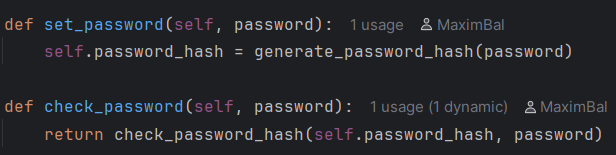 def set_password(self, password): 1 usage MaximBal
    self.password_hash = generate_password_hash(password)
def check_password(self, password): 1 usage (1 dynamic) MaximBal
    return check_password_hash(self.password_hash, password)